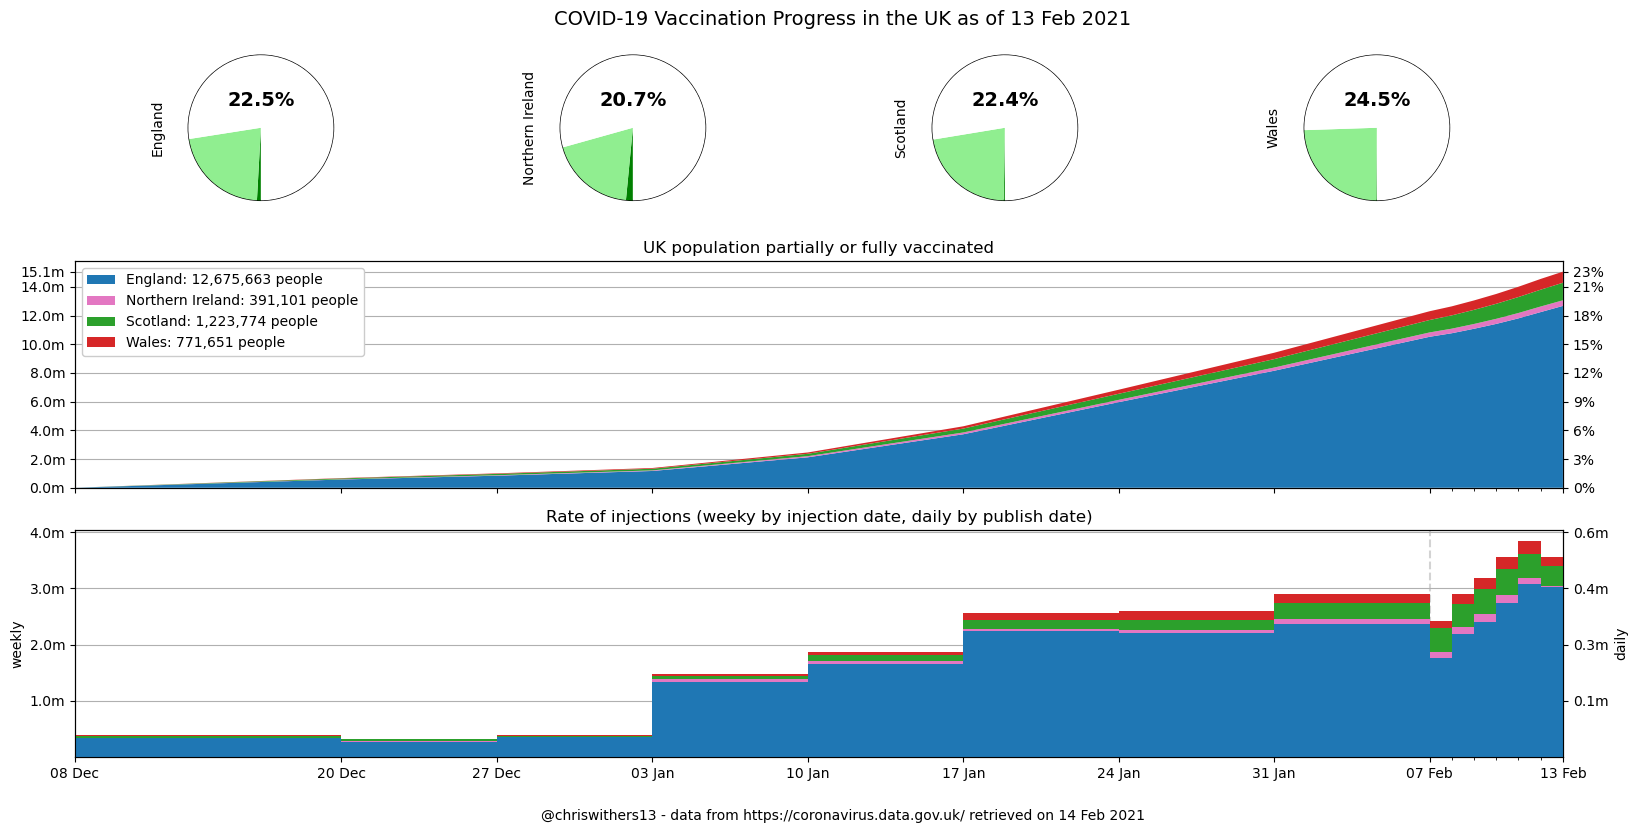 COVID-19 Vaccination Progress in the UK as of 13 Feb 2021
England
22.5%
Northern Ireland
20.7%
Scotland
22.4%
Wales
24.5%
UK population partially or fully vaccinated
15.1m
14.0m
12.0m
10.0m
8.0m
6.0m
4.0m
2.0m
0.0m
England: 12,675,663 people
Northern Ireland: 391,101 people
Scotland: 1,223,774 people
Wales: 771,651 people
23%
21%
18%
15%
12%
9%
6%
3%
0%
Rate of injections (weeky by injection date, daily by publish date)
weekly
4.0m
3.0m
2.0m
1.0m
0.6m
0.4m
0.3m
0.1m
daily
08 Dec
20 Dec
27 Dec
03 Jan
10 Jan
17 Jan
24 Jan
31 Jan
07 Feb
13 Feb
@chriswithers13 - data from https://coronavirus.data.gov.uk/ retrieved on 14 Feb 2021